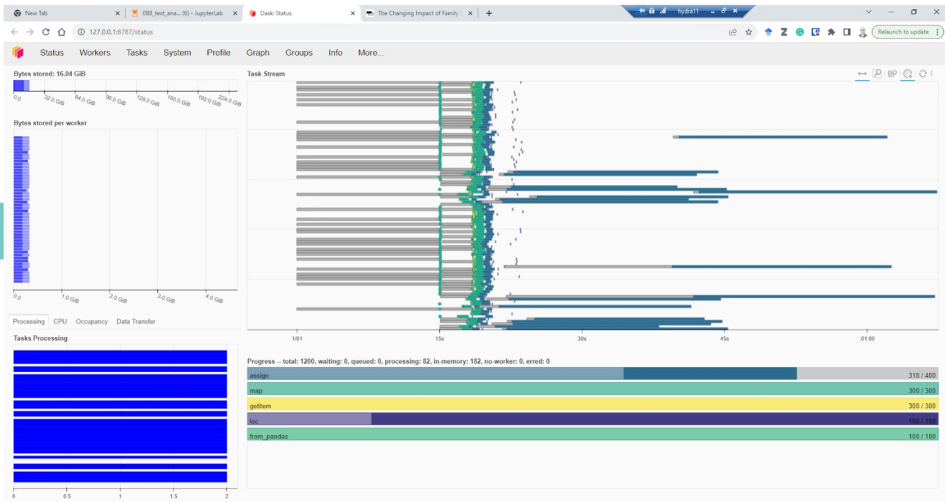 New Tab
088_text_ana... (6) - JupyterLab
Dask: Status
The Changing Impact of Family
hydra11
127.0.0.1:8787/status
Relaunch to update
Status Workers Tasks System Profile Graph Groups Info More...
Bytes stored: 16.04 GiB
0.0 32.0 GiB 64.0 GiB 96.0 GiB 128.0 GiB 160.0 GiB 192.0 GiB 224.0 GiB
Bytes stored per worker
0.0 1.0 GiB 2.0 GiB 3.0 GiB 4.0 GiB
Processing CPU Occupancy Data Transfer
Tasks Processing
0 0.5 1 1.5 2
Task Stream
1/01 15s 30s 45s :01:00
Progress -- total: 1200, waiting: 0, queued: 0, processing: 82, in-memory: 182, no-worker: 0, erred: 0
assign 318 / 400
map 300 / 300
getitem 300 / 300
loc 100 / 100
from_pandas 100 / 100